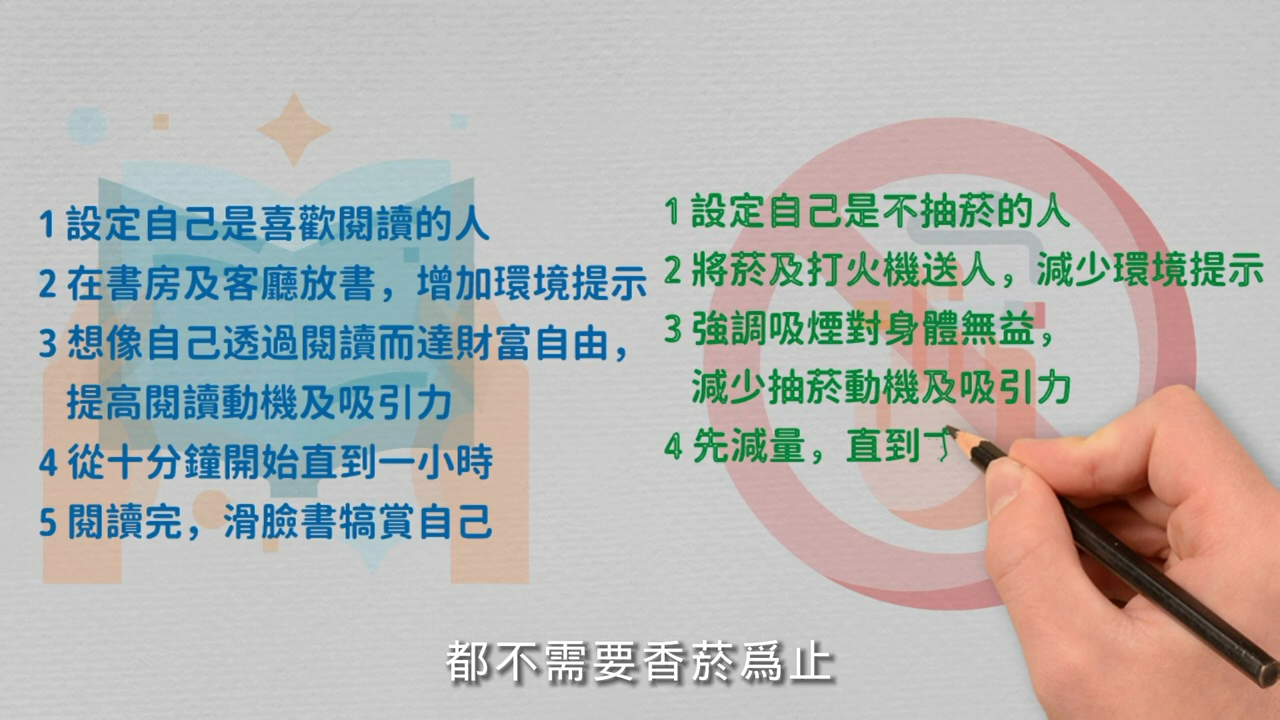 1 設定自己是喜歡閱讀的人
2 在書房及客廳放書，增加環境提示
3 想像自己透過閱讀而達財富自由，
提高閱讀動機及吸引力
4 從十分鐘開始直到一小時
5 閱讀完，滑臉書犒賞自己
1 設定自己是不抽菸的人
2 將菸及打火機送人，減少環境提示
3 強調吸煙對身體無益，
減少抽菸動機及吸引力
4 先減量，直到
都不需要香菸爲止